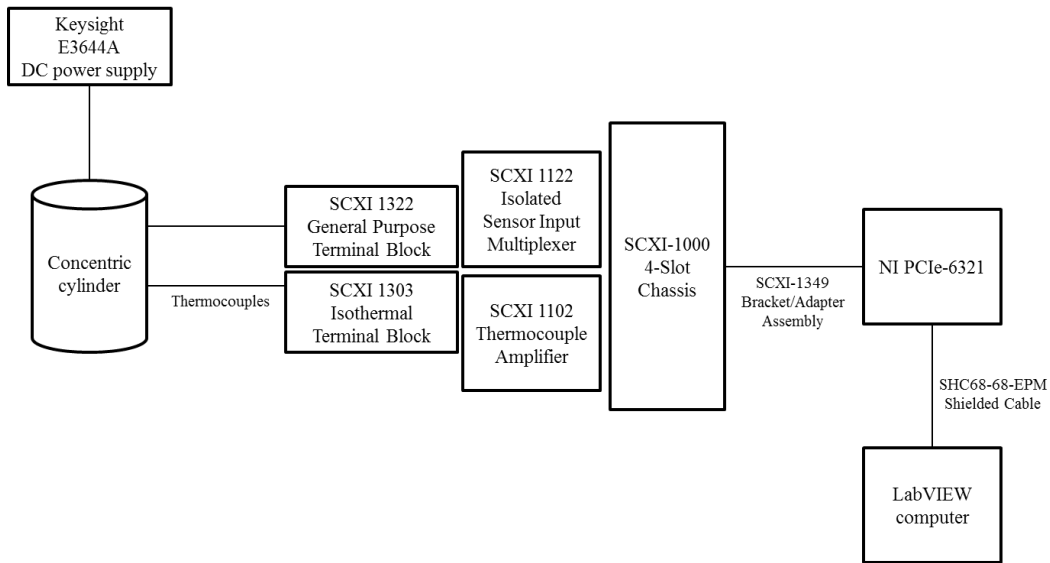 Keysight
E3644A
DC power supply
Concentric
cylinder
Thermocouples
SCXI 1322
General Purpose
Terminal Block
SCXI 1303
Isothermal
Terminal Block
SCXI 1122
Isolated
Sensor Input
Multiplexer
SCXI 1102
Thermocouple
Amplifier
SCXI-1000
4-Slot
Chassis
SCXI-1349
Bracket/Adapter
Assembly
NI PCIe-6321
SHC68-68-EPM
Shielded Cable
LabVIEW
computer